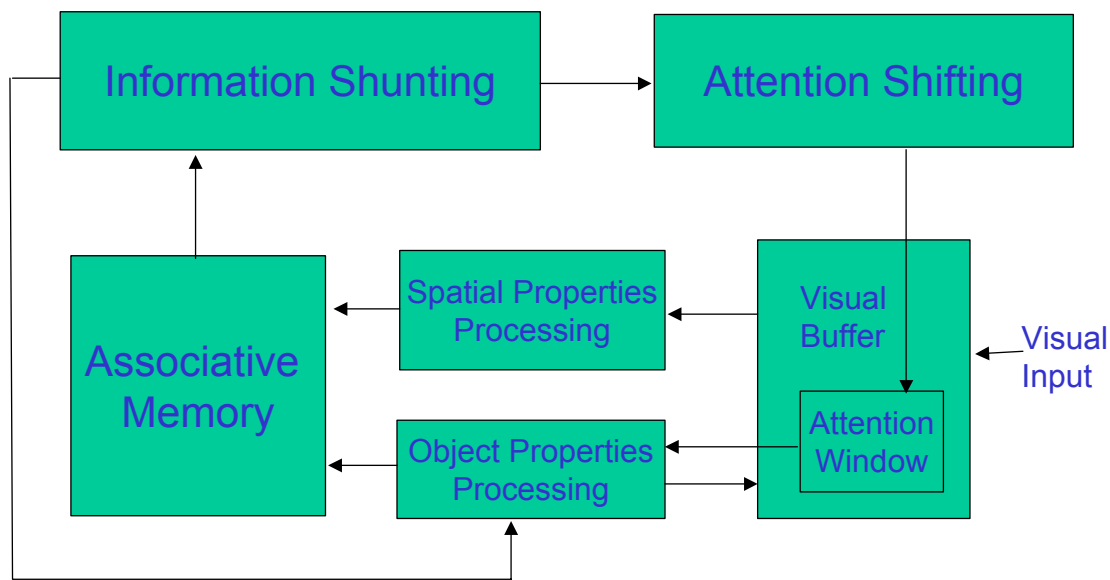 Information Shunting
Attention Shifting
Spatial Properties
Processing
Visual
Buffer
Visual
Input
Associative
Memory
Object Properties
Processing
Attention
Window